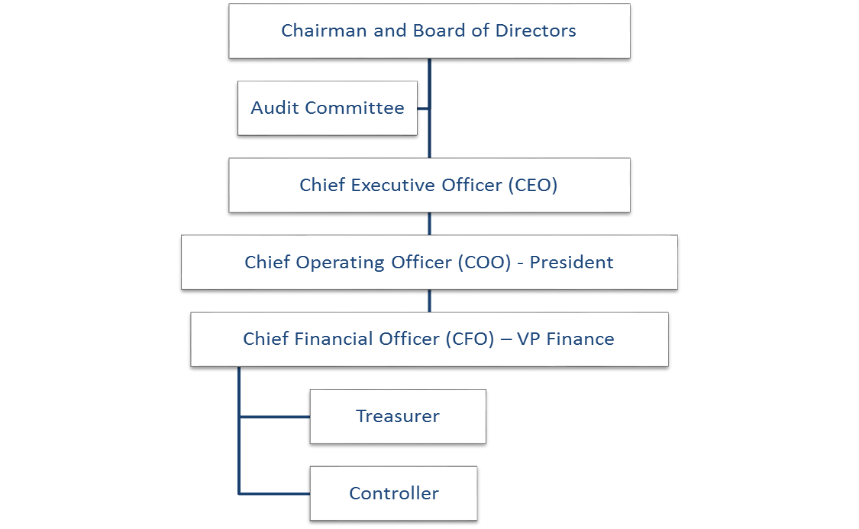 Chairman and Board of Directors
Audit Committee
Chief Executive Officer (CEO)
Chief Operating Officer (COO) - President
Chief Financial Officer (CFO) – VP Finance
Treasurer
Controller